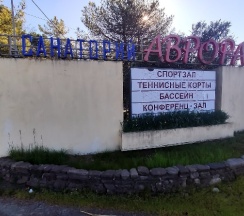 САНАТОРИЙ АВРОРА
СПОРТЗАЛ
ТЕННИСНЫЕ КОРТЫ
БАССЕЙН
КОНФЕРЕНЦ-ЗАЛ